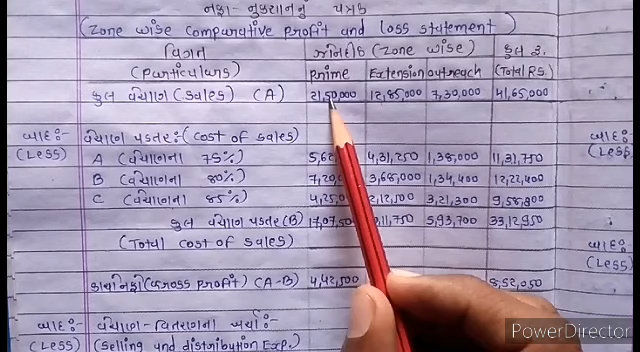 નફા - નુકશાનનું પત્રક
(Zone wise comparative profit and Loss statement)
વિગત ઝોનદીઠ (Zone wise) કુલ રૂ.
(particulars) prime Extension outreach (Total RS.)
કુલ વેચાણ (Sales) (A) 21,50,000 12,85,000 7,30,000 41,65,000
બાદઃ- વેચાણ પડતરઃ (cost of sales) બાદઃ-
(Less) A (વેચાણના 75%) 4,31,250 1,38,000 11,31,750 (Less)
B (વેચાણના 80%) 3,68,000 1,34,400 12,22,400
C (વેચાણના 85%) 3,21,300 9,58,800
કુલ વેચાણ પડતર (B) 5,93,700 33,12,950
(Total cost of sales) બાદઃ
(Less)
કાચોનફો (Gross profit) (A-B) 4,42,500 8,52,050
બાદઃ વેચાણ - વિતરણના ખર્ચા:
(Less) (Selling and distribution Exp.)
PowerDirector